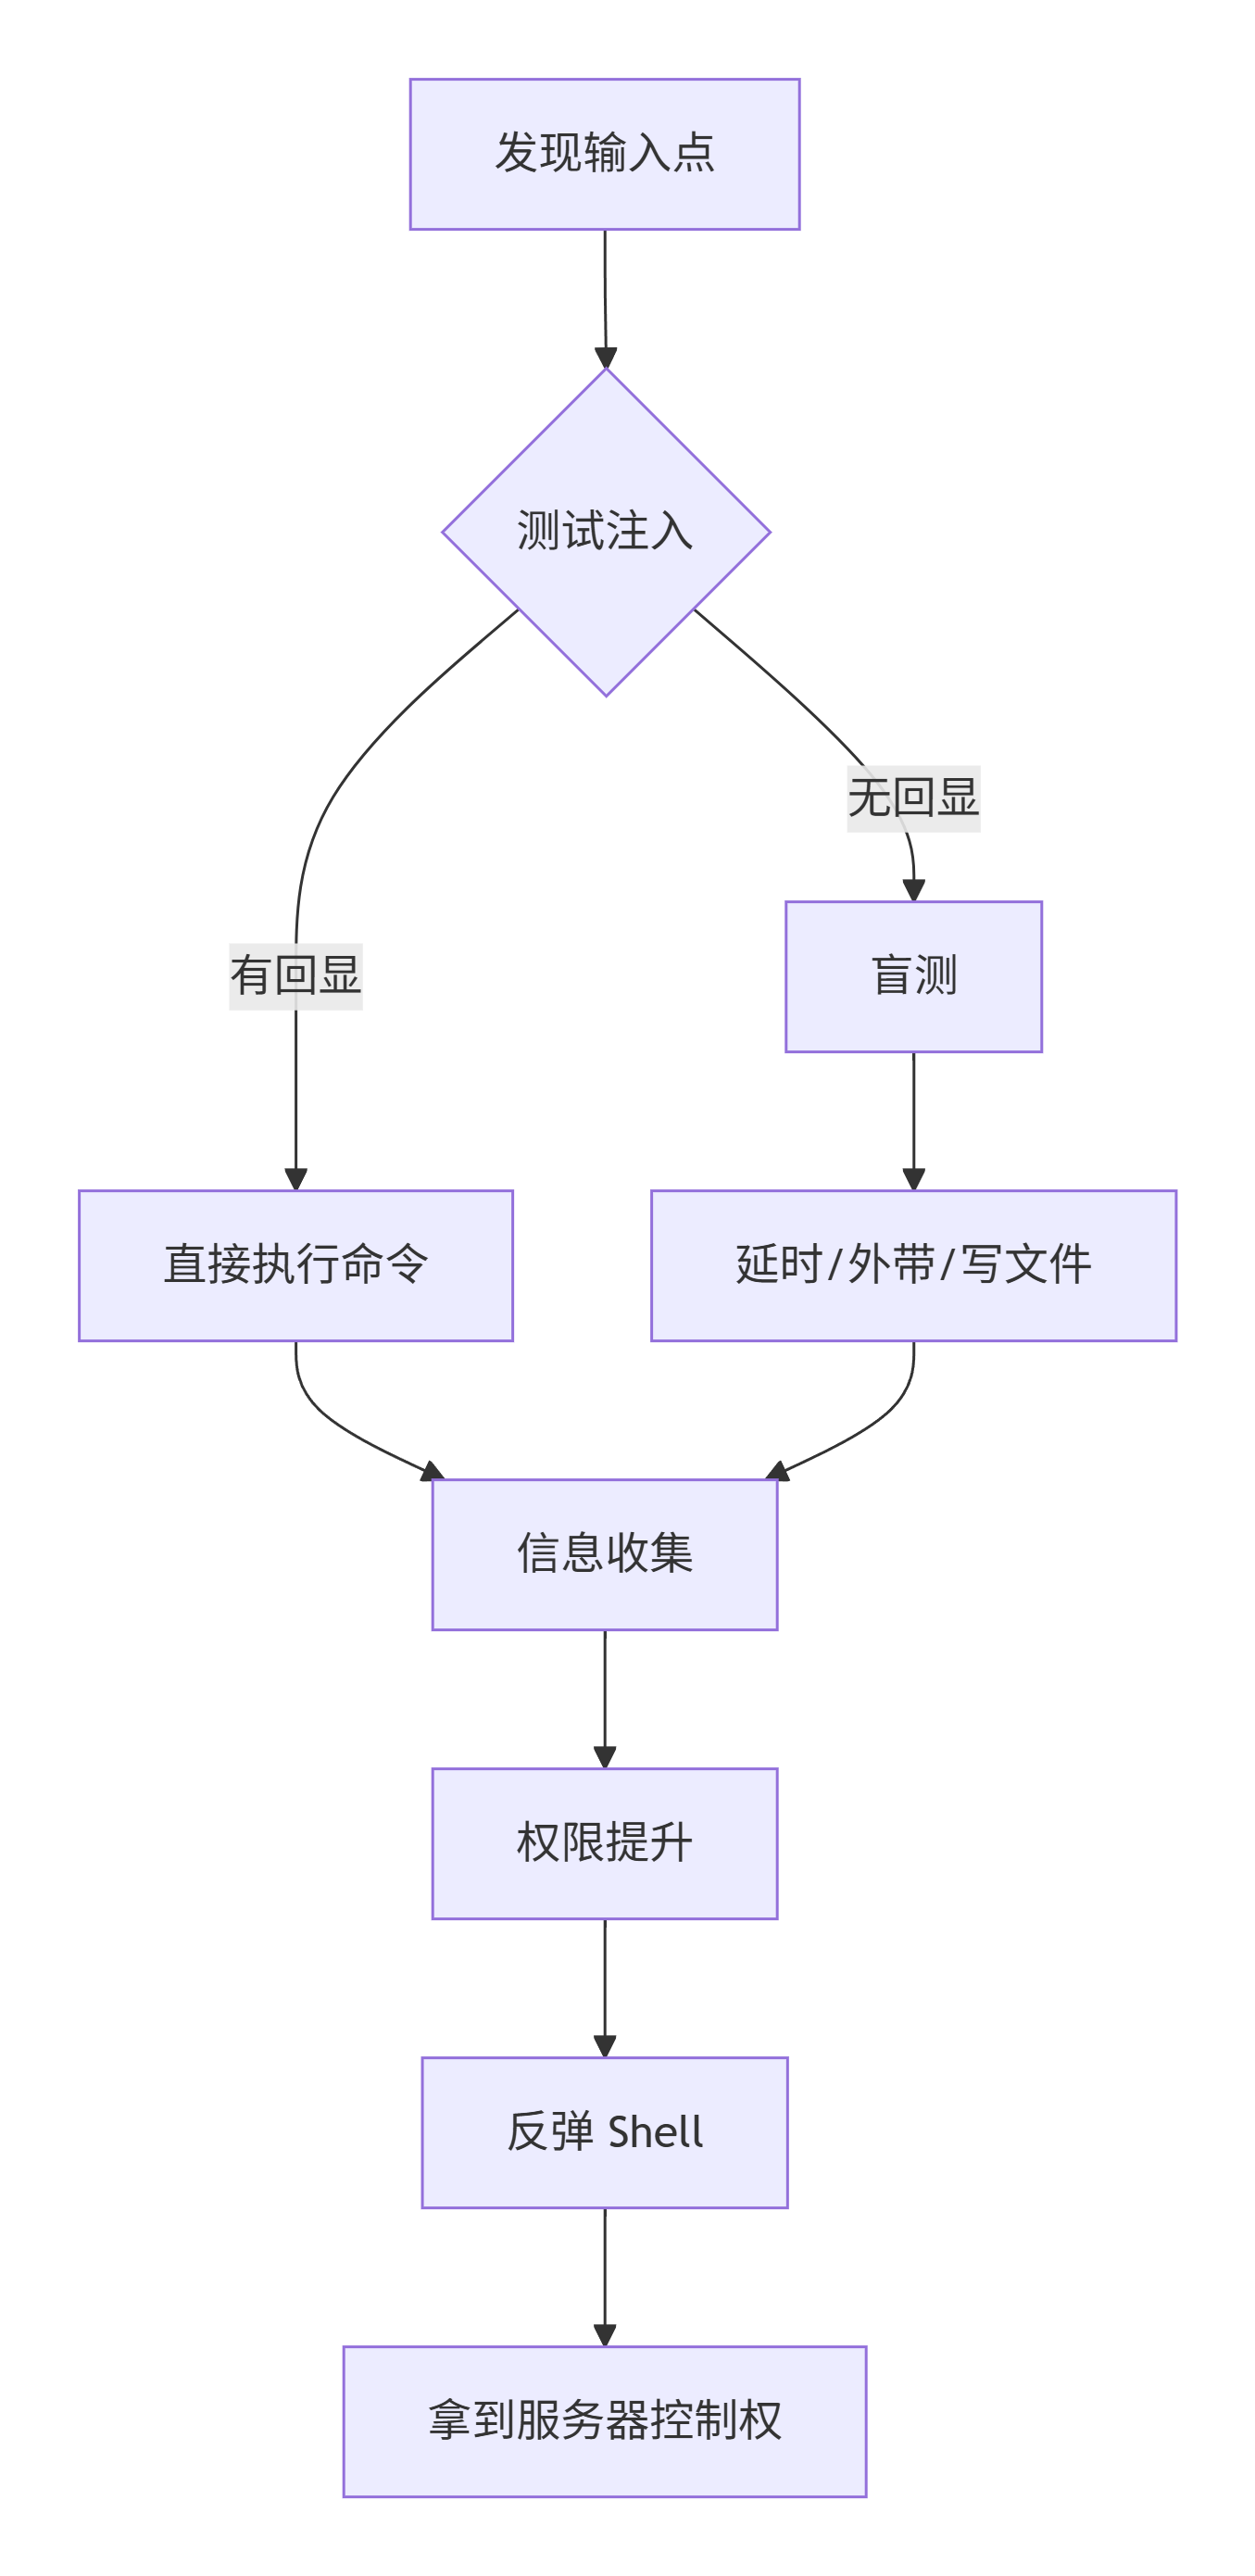 发现输入点
测试注入
无回显
有回显
盲测
直接执行命令
延时/外带/写文件
信息收集
权限提升
反弹 Shell
拿到服务器控制权